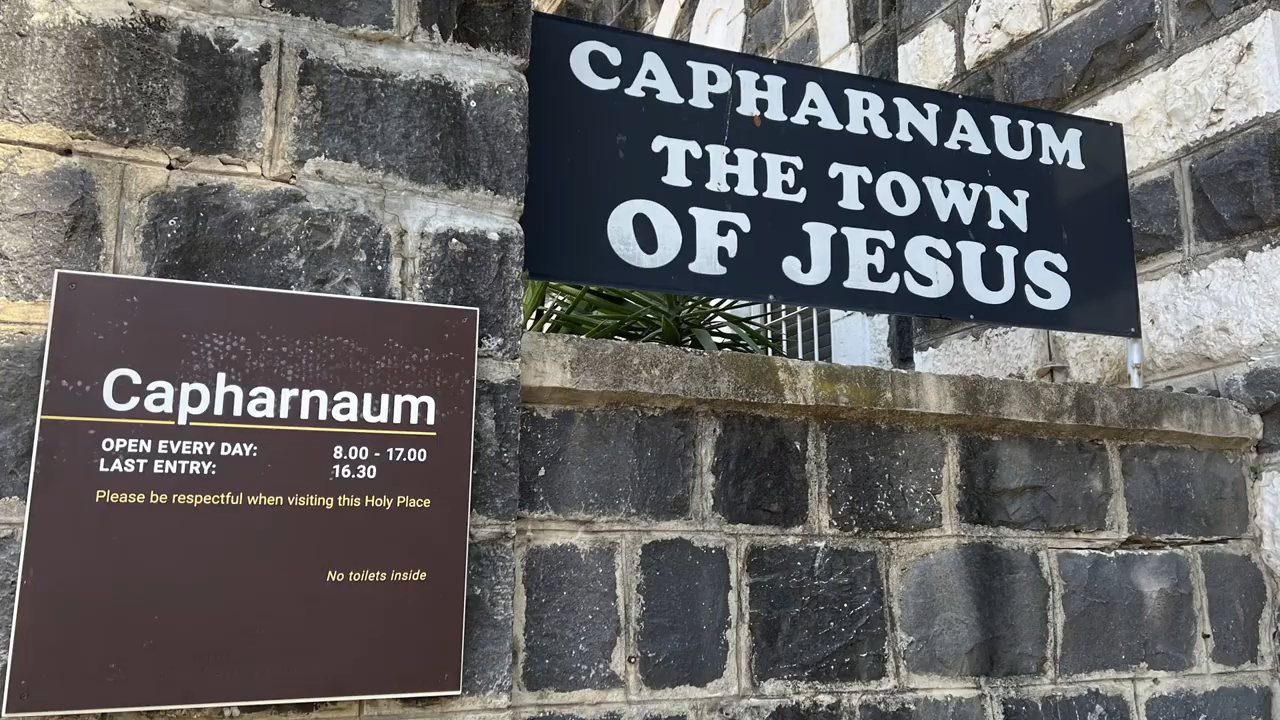 CAPHARNAUM
THE TOWN
OF JESUS
Capharnaum
OPEN EVERY DAY: 8.00 - 17.00
LAST ENTRY: 16.30
Please be respectful when visiting this Holy Place
No toilets inside